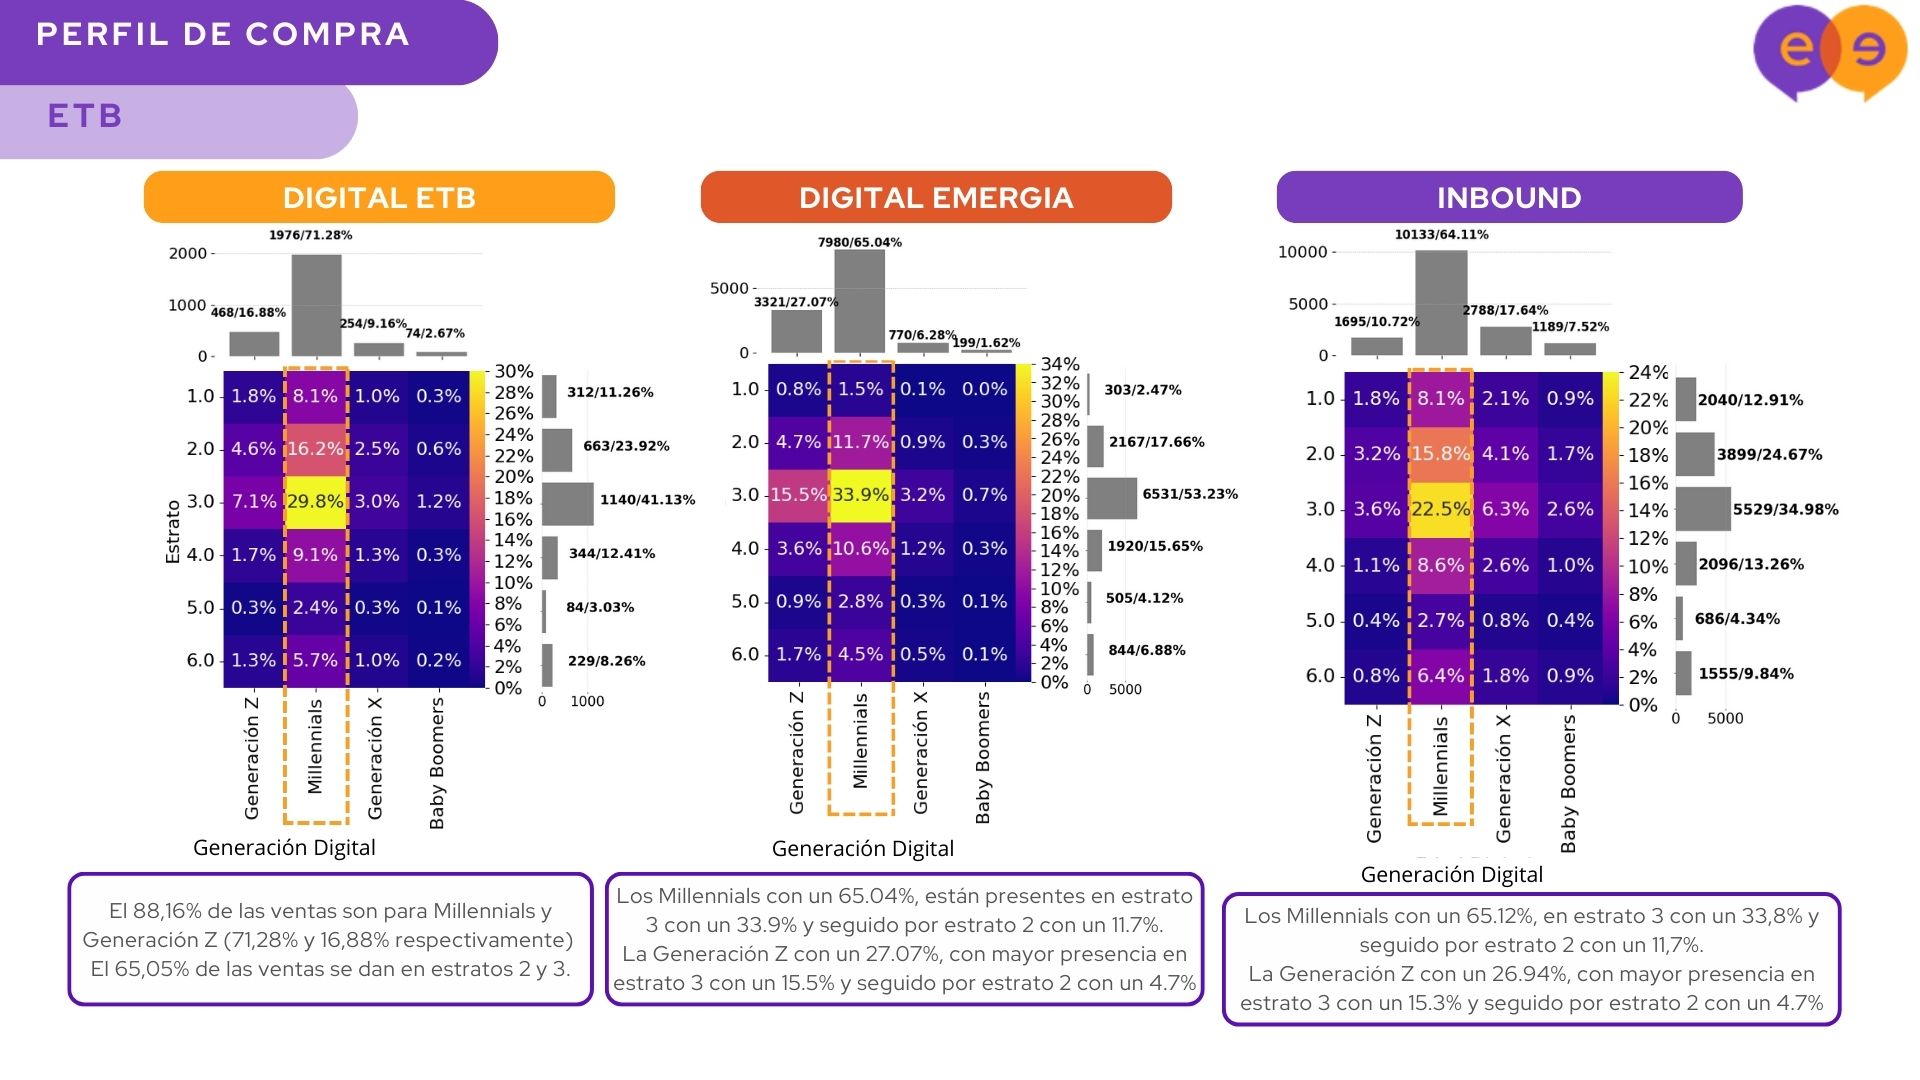 PERFIL DE COMPRA
ETB
DIGITAL ETB
1976/71.28%
2000
1000
468/16.88%
254/9.16%
74/2.67%
0
Estrato
1.0 1.8% 8.1% 1.0% 0.3%
2.0 4.6% 16.2% 2.5% 0.6%
3.0 7.1% 29.8% 3.0% 1.2%
4.0 1.7% 9.1% 1.3% 0.3%
5.0 0.3% 2.4% 0.3% 0.1%
6.0 1.3% 5.7% 1.0% 0.2%
30%
28%
26%
24%
22%
20%
18%
16%
14%
12%
10%
8%
6%
4%
2%
0%
312/11.26%
663/23.92%
1140/41.13%
344/12.41%
84/3.03%
229/8.26%
0 1000
Generación Z
Millennials
Generación X
Baby Boomers
Generación Digital
El 88,16% de las ventas son para Millennials y
Generación Z (71,28% y 16,88% respectivamente)
El 65,05% de las ventas se dan en estratos 2 y 3.
DIGITAL EMERGIA
7980/65.04%
5000
3321/27.07%
770/6.28%
199/1.62%
0
1.0 0.8% 1.5% 0.1% 0.0%
2.0 4.7% 11.7% 0.9% 0.3%
3.0 15.5% 33.9% 3.2% 0.7%
4.0 3.6% 10.6% 1.2% 0.3%
5.0 0.9% 2.8% 0.3% 0.1%
6.0 1.7% 4.5% 0.5% 0.1%
34%
32%
30%
28%
26%
24%
22%
20%
18%
16%
14%
12%
10%
8%
6%
4%
2%
0%
303/2.47%
2167/17.66%
6531/53.23%
1920/15.65%
505/4.12%
844/6.88%
0 5000
Generación Z
Millennials
Generación X
Baby Boomers
Generación Digital
Los Millennials con un 65.04%, están presentes en estrato
3 con un 33.9% y seguido por estrato 2 con un 11.7%.
La Generación Z con un 27.07%, con mayor presencia en
estrato 3 con un 15.5% y seguido por estrato 2 con un 4.7%
INBOUND
10133/64.11%
10000
5000
1695/10.72%
2788/17.64%
1189/7.52%
0
1.0 1.8% 8.1% 2.1% 0.9%
2.0 3.2% 15.8% 4.1% 1.7%
3.0 3.6% 22.5% 6.3% 2.6%
4.0 1.1% 8.6% 2.6% 1.0%
5.0 0.4% 2.7% 0.8% 0.4%
6.0 0.8% 6.4% 1.8% 0.9%
24%
22%
20%
18%
16%
14%
12%
10%
8%
6%
4%
2%
0%
2040/12.91%
3899/24.67%
5529/34.98%
2096/13.26%
686/4.34%
1555/9.84%
0 5000
Generación Z
Millennials
Generación X
Baby Boomers
Generación Digital
Los Millennials con un 65.12%, en estrato 3 con un 33,8% y
seguido por estrato 2 con un 11,7%.
La Generación Z con un 26.94%, con mayor presencia en
estrato 3 con un 15.3% y seguido por estrato 2 con un 4.7%